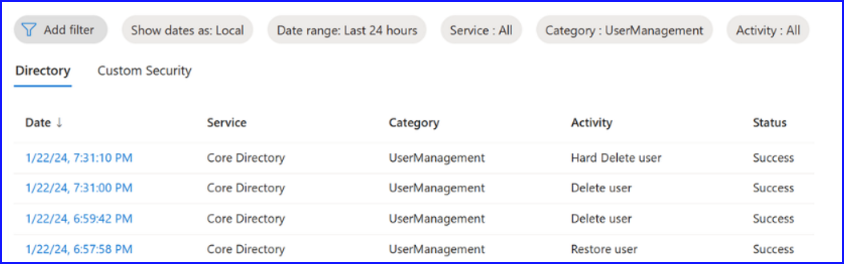 Add filter Show dates as: Local Date range: Last 24 hours Service : All Category : UserManagement Activity : All
Directory Custom Security
Date ↓ Service Category Activity Status
1/22/24, 7:31:10 PM Core Directory UserManagement Hard Delete user Success
1/22/24, 7:31:00 PM Core Directory UserManagement Delete user Success
1/22/24, 6:59:42 PM Core Directory UserManagement Delete user Success
1/22/24, 6:57:58 PM Core Directory UserManagement Restore user Success